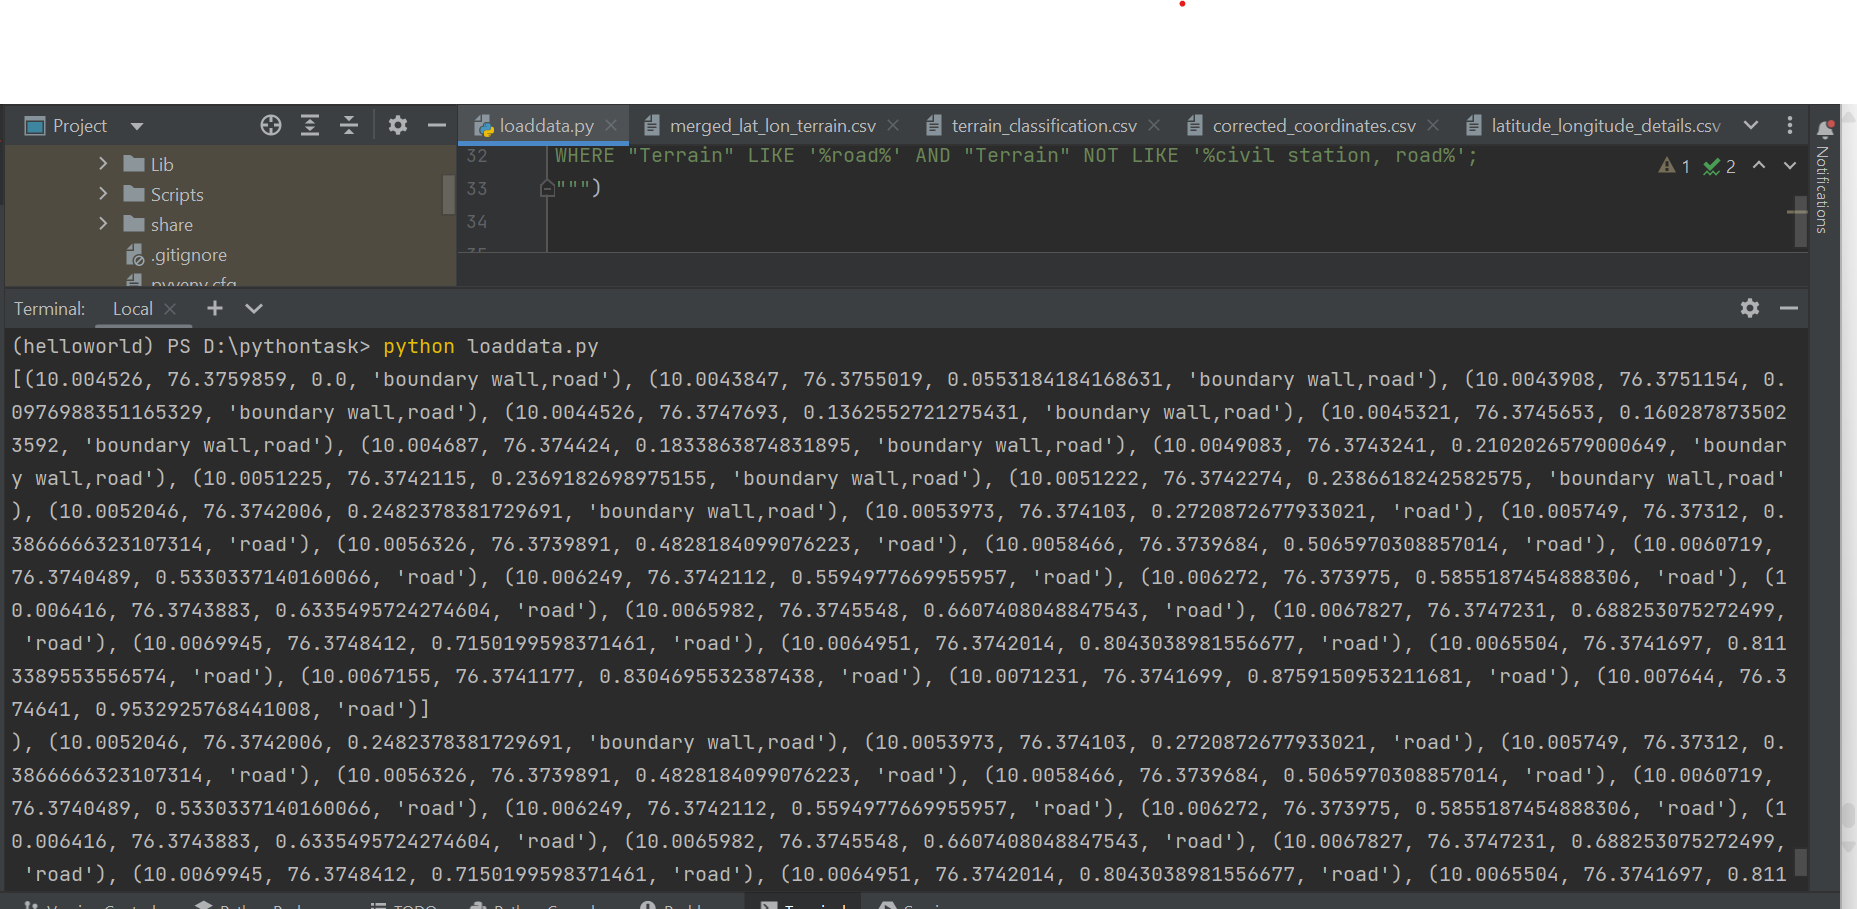 Project
loaddata.py
merged_lat_lon_terrain.csv
terrain_classification.csv
corrected_coordinates.csv
latitude_longitude_details.csv
Lib
Scripts
share
.gitignore
pyvenv.cfg
32 WHERE "Terrain" LIKE '%road%' AND "Terrain" NOT LIKE '%civil station, road%';
33 """)
34
35
1 2
Notifications
Terminal: Local
(helloworld) PS D:\pythontask> python loaddata.py
[(10.004526, 76.3759859, 0.0, 'boundary wall,road'), (10.0043847, 76.3755019, 0.0553184184168631, 'boundary wall,road'), (10.0043908, 76.3751154, 0.
0976988351165329, 'boundary wall,road'), (10.0044526, 76.3747693, 0.1362552721275431, 'boundary wall,road'), (10.0045321, 76.3745653, 0.160287873502
3592, 'boundary wall,road'), (10.004687, 76.374424, 0.1833863874831895, 'boundary wall,road'), (10.0049083, 76.3743241, 0.2102026579000649, 'boundar
y wall,road'), (10.0051225, 76.3742115, 0.2369182698975155, 'boundary wall,road'), (10.0051222, 76.3742274, 0.2386618242582575, 'boundary wall,road'
), (10.0052046, 76.3742006, 0.2482378381729691, 'boundary wall,road'), (10.0053973, 76.374103, 0.2720872677933021, 'road'), (10.005749, 76.37312, 0.
3866666323107314, 'road'), (10.0056326, 76.3739891, 0.4828184099076223, 'road'), (10.0058466, 76.3739684, 0.5065970308857014, 'road'), (10.0060719,
76.3740489, 0.5330337140160066, 'road'), (10.006249, 76.3742112, 0.5594977669955957, 'road'), (10.006272, 76.373975, 0.5855187454888306, 'road'), (1
0.006416, 76.3743883, 0.6335495724274604, 'road'), (10.0065982, 76.3745548, 0.6607408048847543, 'road'), (10.0067827, 76.3747231, 0.688253075272499,
'road'), (10.0069945, 76.3748412, 0.7150199598371461, 'road'), (10.0064951, 76.3742014, 0.8043038981556677, 'road'), (10.0065504, 76.3741697, 0.811
3389553556574, 'road'), (10.0067155, 76.3741177, 0.8304695532387438, 'road'), (10.0071231, 76.3741699, 0.8759150953211681, 'road'), (10.007644, 76.3
74641, 0.9532925768441008, 'road')]
), (10.0052046, 76.3742006, 0.2482378381729691, 'boundary wall,road'), (10.0053973, 76.374103, 0.2720872677933021, 'road'), (10.005749, 76.37312, 0.
3866666323107314, 'road'), (10.0056326, 76.3739891, 0.4828184099076223, 'road'), (10.0058466, 76.3739684, 0.5065970308857014, 'road'), (10.0060719,
76.3740489, 0.5330337140160066, 'road'), (10.006249, 76.3742112, 0.5594977669955957, 'road'), (10.006272, 76.373975, 0.5855187454888306, 'road'), (1
0.006416, 76.3743883, 0.6335495724274604, 'road'), (10.0065982, 76.3745548, 0.6607408048847543, 'road'), (10.0067827, 76.3747231, 0.688253075272499,
'road'), (10.0069945, 76.3748412, 0.7150199598371461, 'road'), (10.0064951, 76.3742014, 0.8043038981556677, 'road'), (10.0065504, 76.3741697, 0.811